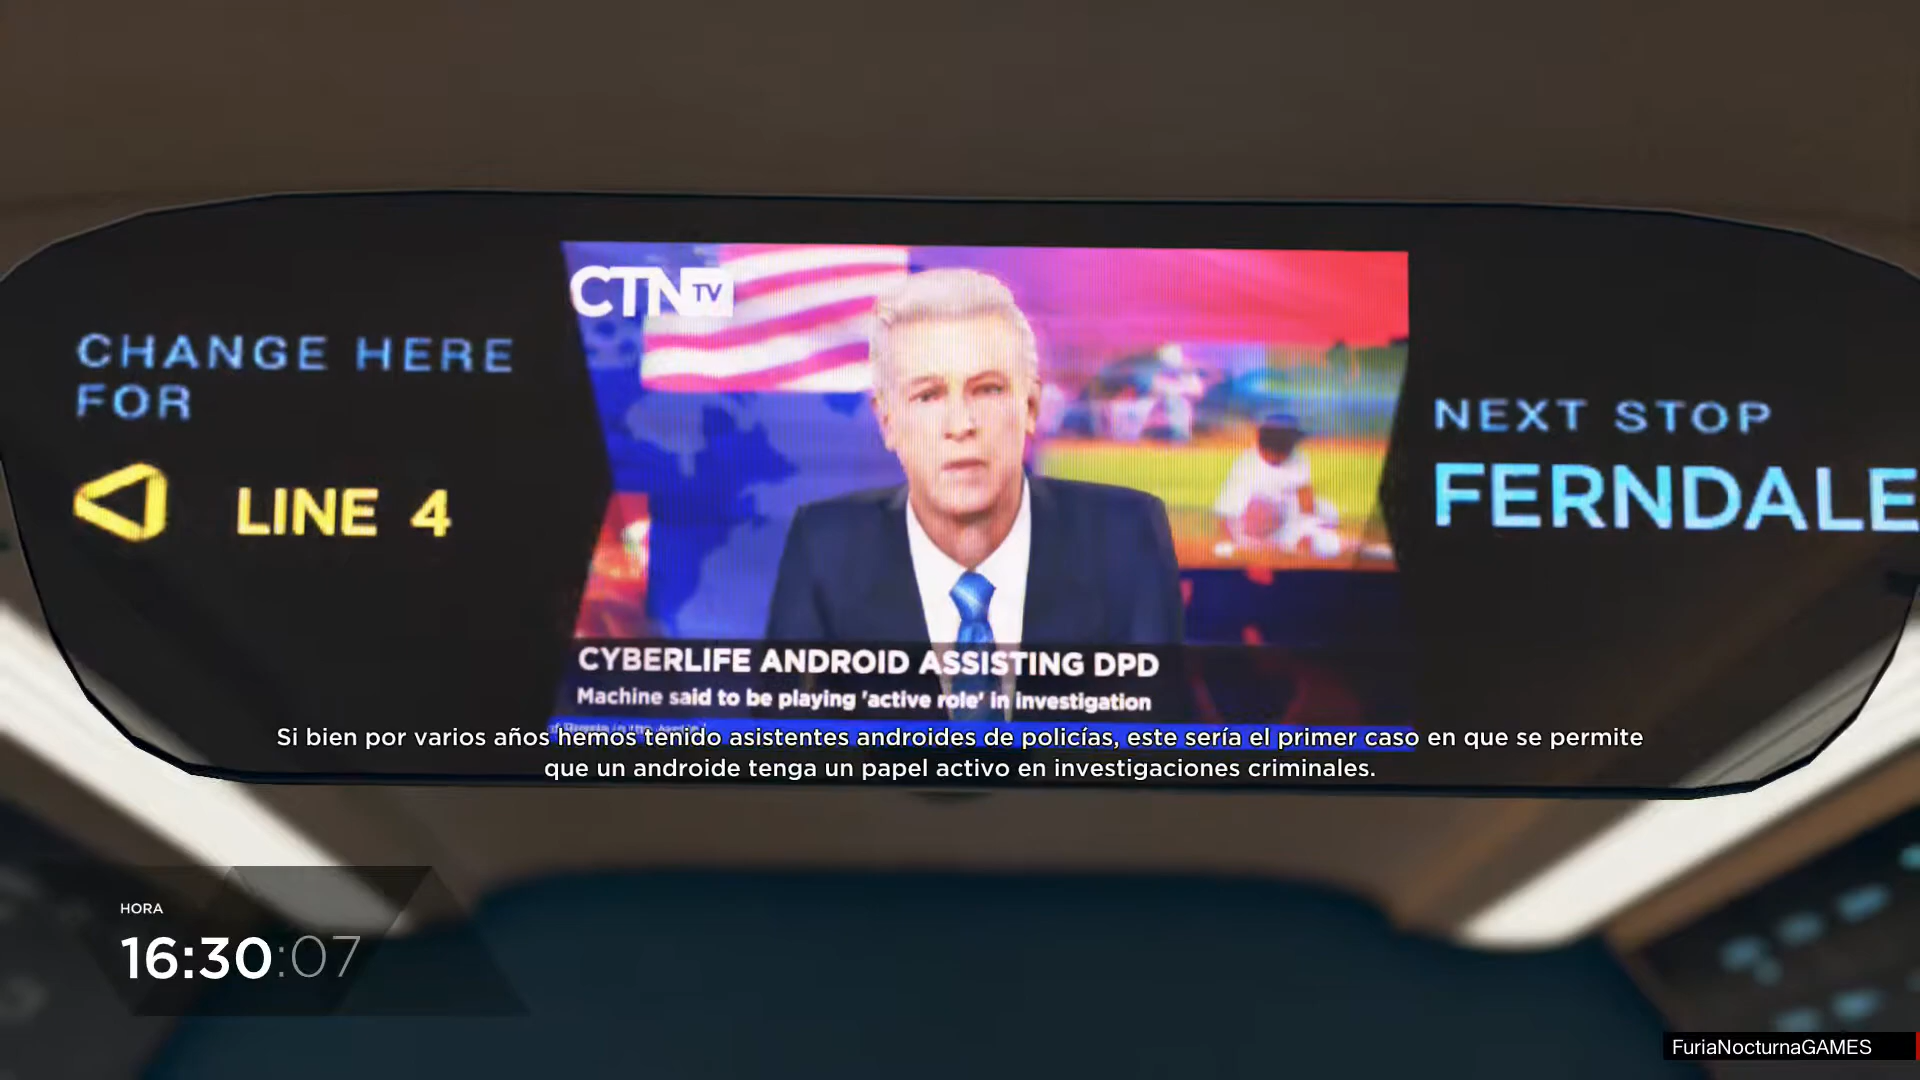 CTN TV
CHANGE HERE
FOR
LINE 4
NEXT STOP
FERNDALE
CYBERLIFE ANDROID ASSISTING DPD
Machine said to be playing 'active role' in investigation
Si bien por varios años hemos tenido asistentes androides de policías, este sería el primer caso en que se permite
que un androide tenga un papel activo en investigaciones criminales.
HORA
16:30:07
FuriaNocturnaGAMES